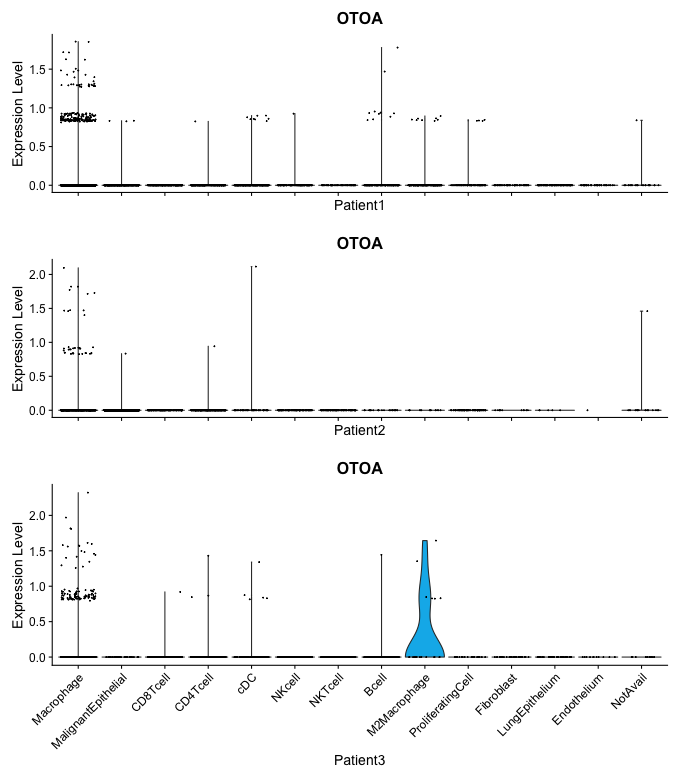 OTOA
Expression Level
1.5
1.0
0.5
0.0
Patient1
OTOA
Expression Level
2.0
1.5
1.0
0.5
0.0
Patient2
OTOA
Expression Level
2.0
1.5
1.0
0.5
0.0
Macrophage
MalignantEpithelial
CD8Tcell
CD4Tcell
cDC
NKcell
NKTcell
Bcell
M2Macrophage
ProliferatingCell
Fibroblast
LungEpithelium
Endothelium
NotAvail
Patient3